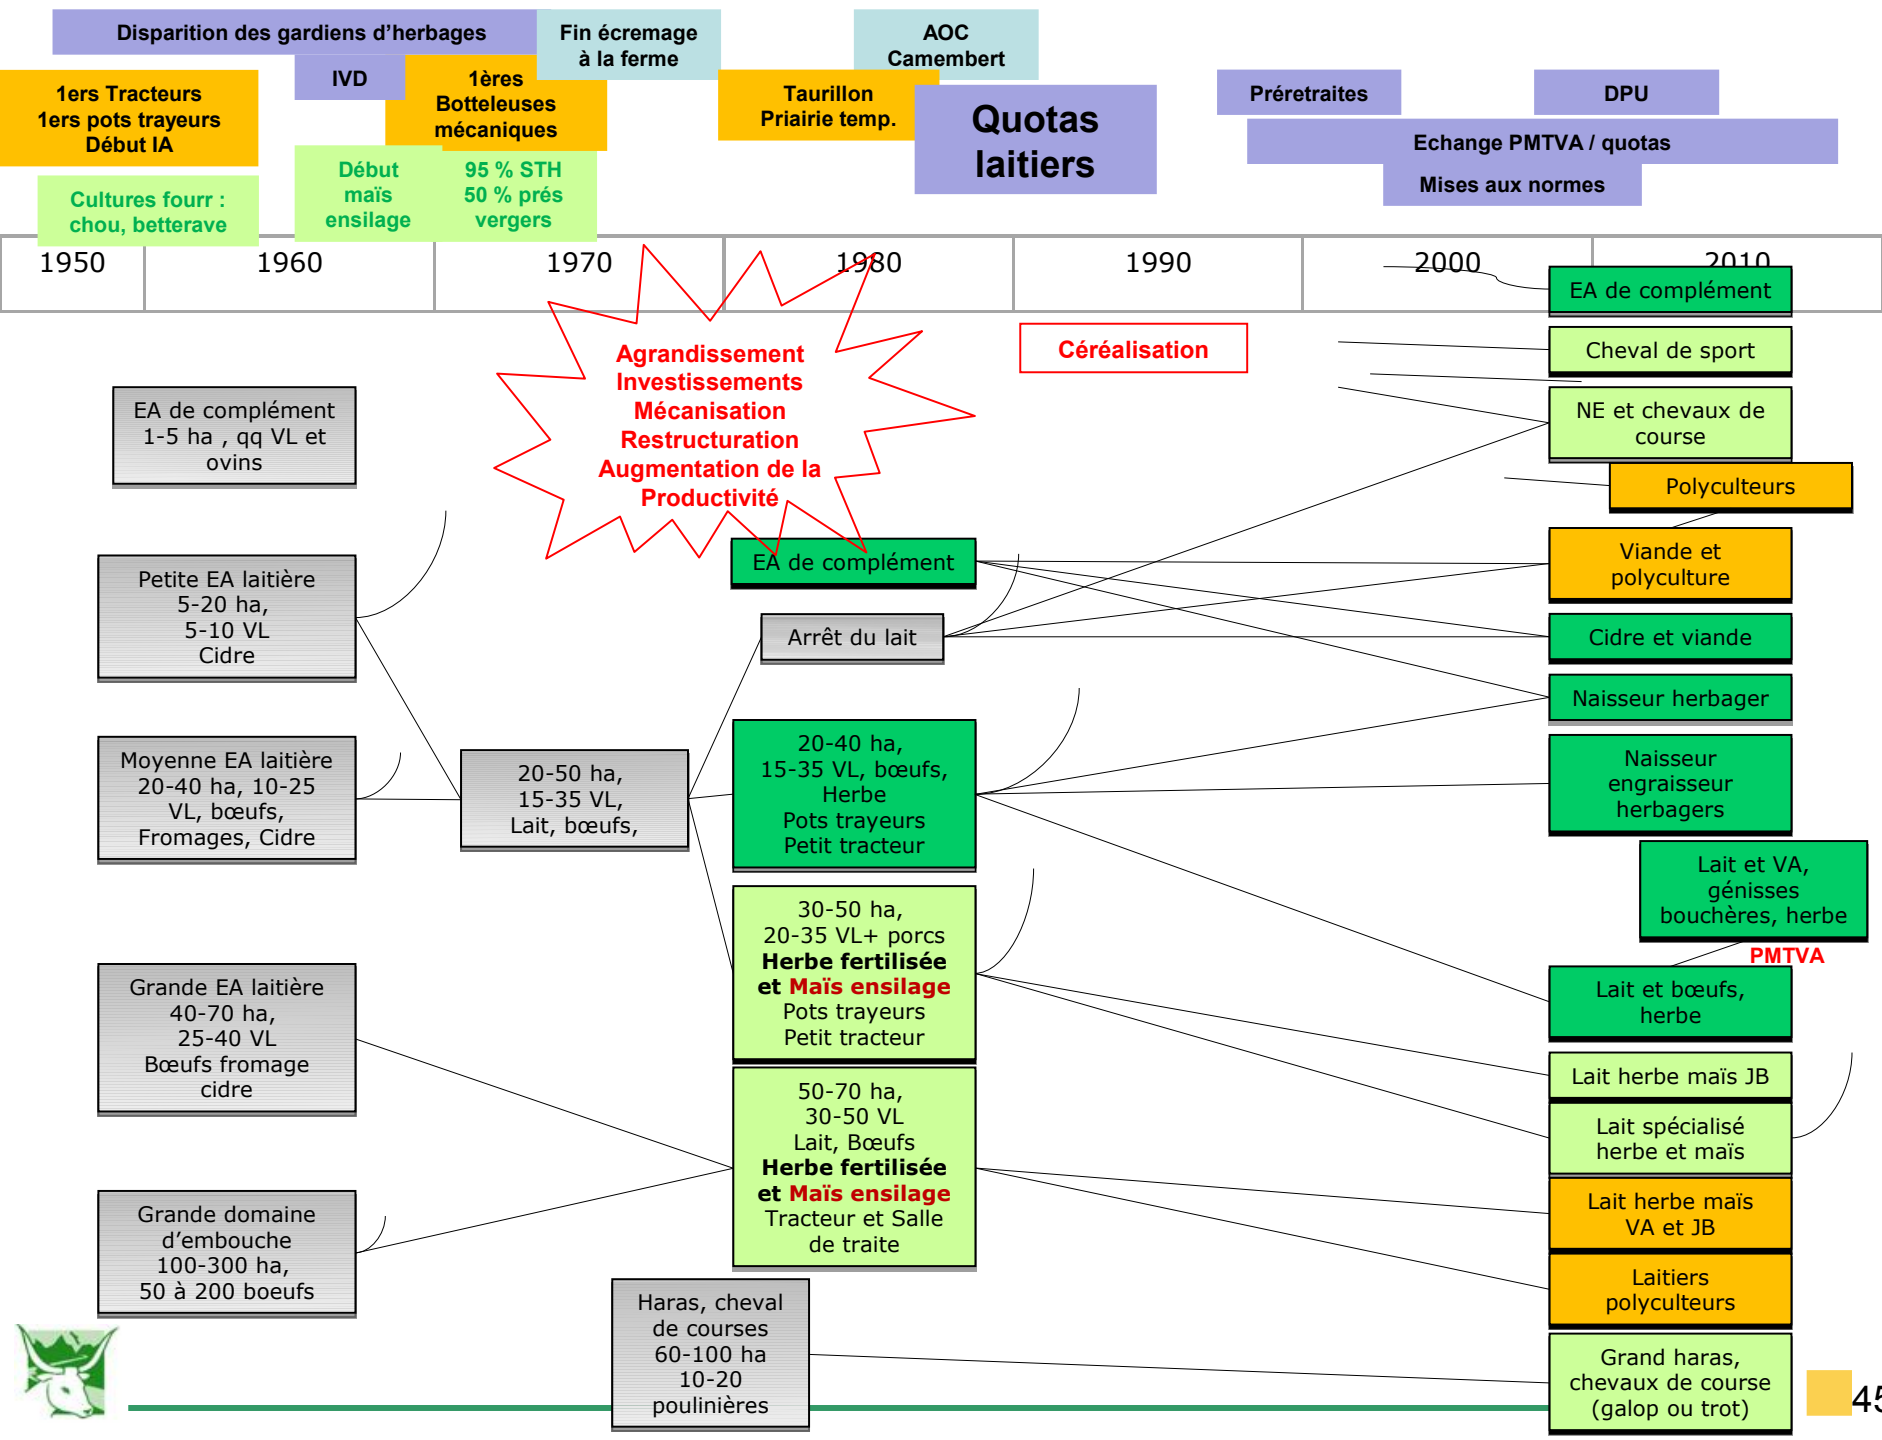 Disparition des gardiens d’herbages
Fin écremage
à la ferme
AOC
Camembert
IVD
1ers Tracteurs
1ers pots trayeurs
Début IA
1ères
Botteleuses
mécaniques
Taurillon
Priairie temp.
Quotas
laitiers
Préretraites
DPU
Echange PMTVA / quotas
Mises aux normes
Cultures fourr :
chou, betterave
Début
maïs
ensilage
95 % STH
50 % prés
vergers
1950
1960
1970
1980
1990
2000
2010
Agrandissement
Investissements
Mécanisation
Restructuration
Augmentation de la
Productivité
Céréalisation
EA de complément
1-5 ha , qq VL et
ovins
Petite EA laitière
5-20 ha,
5-10 VL
Cidre
Moyenne EA laitière
20-40 ha, 10-25
VL, bœufs,
Fromages, Cidre
Grande EA laitière
40-70 ha,
25-40 VL
Bœufs fromage
cidre
Grande domaine
d’embouche
100-300 ha,
50 à 200 boeufs
20-50 ha,
15-35 VL,
Lait, bœufs,
Haras, cheval
de courses
60-100 ha
10-20
poulinières
EA de complément
Arrêt du lait
20-40 ha,
15-35 VL, bœufs,
Herbe
Pots trayeurs
Petit tracteur
30-50 ha,
20-35 VL+ porcs
Herbe fertilisée
et Maïs ensilage
Pots trayeurs
Petit tracteur
50-70 ha,
30-50 VL
Lait, Bœufs
Herbe fertilisée
et Maïs ensilage
Tracteur et Salle
de traite
EA de complément
Cheval de sport
NE et chevaux de
course
Polyculteurs
Viande et
polyculture
Cidre et viande
Naisseur herbager
Naisseur
engraisseur
herbagers
Lait et VA,
génisses
bouchères, herbe
PMTVA
Lait et bœufs,
herbe
Lait herbe maïs JB
Lait spécialisé
herbe et maïs
Lait herbe maïs
VA et JB
Laitiers
polyculteurs
Grand haras,
chevaux de course
(galop ou trot)
45